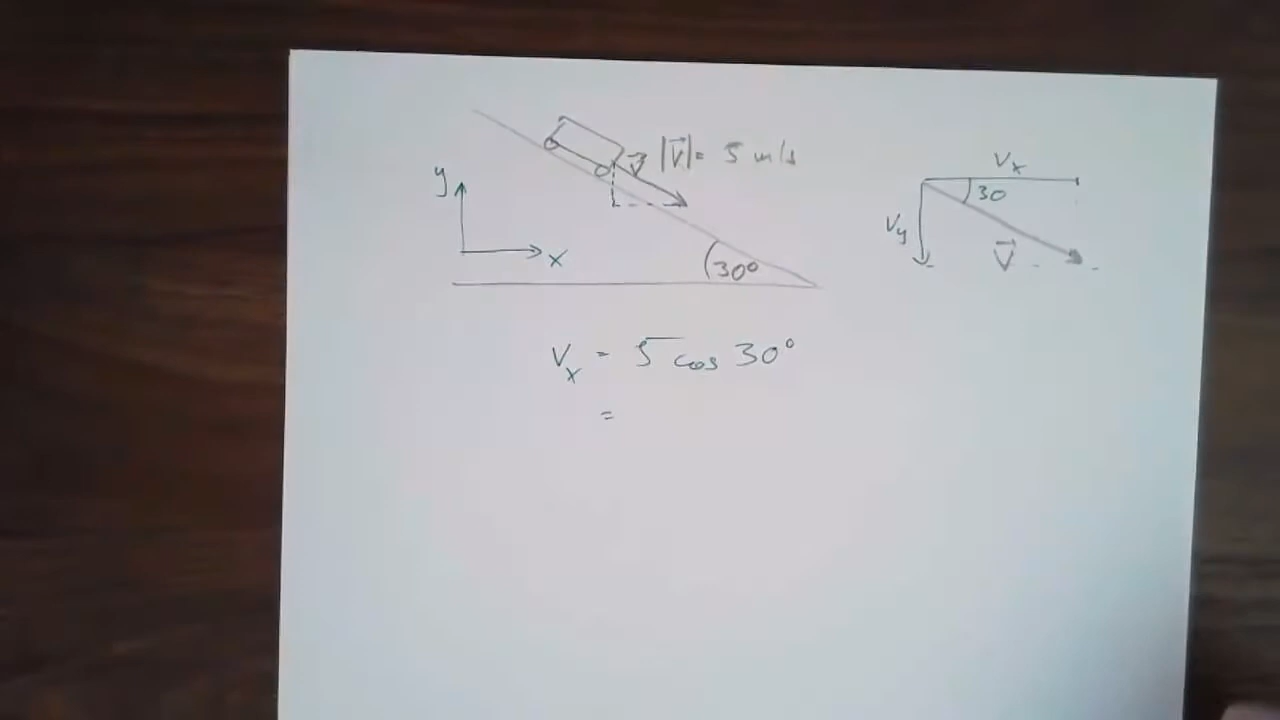 |V⃗| = 5 m/s
V⃗
y
x
30°
Vx
30
Vy
V⃗
Vx = 5 cos 30°
=